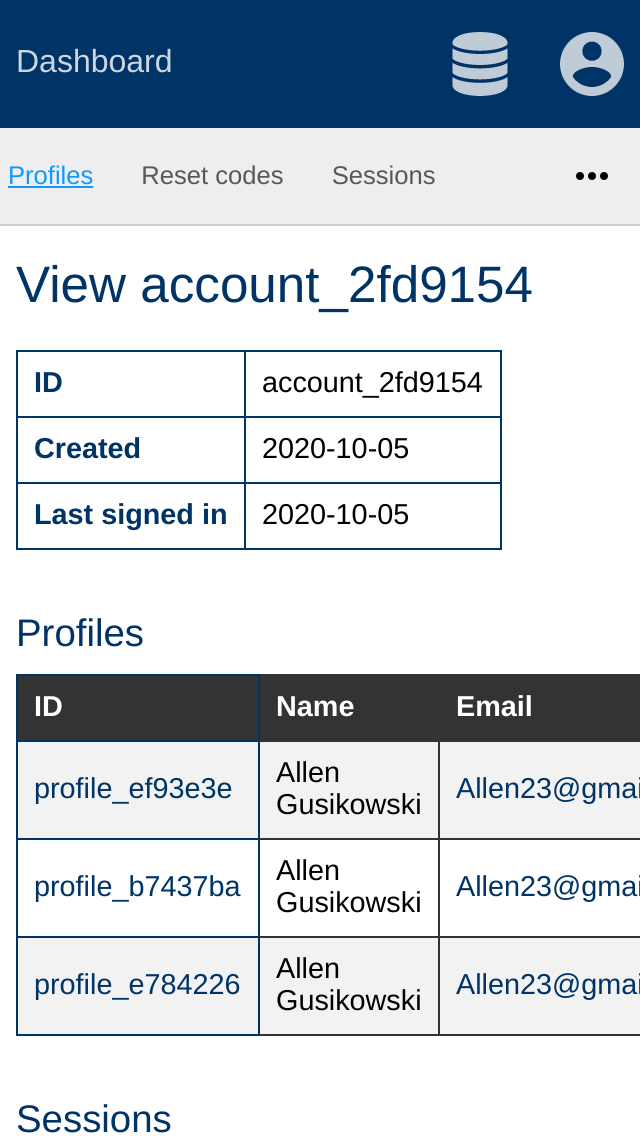 Dashboard
Profiles Reset codes Sessions
View account_2fd9154
ID account_2fd9154
Created 2020-10-05
Last signed in 2020-10-05
Profiles
ID Name Email
profile_ef93e3e Allen Gusikowski Allen23@gmai
profile_b7437ba Allen Gusikowski Allen23@gmai
profile_e784226 Allen Gusikowski Allen23@gmai
Sessions